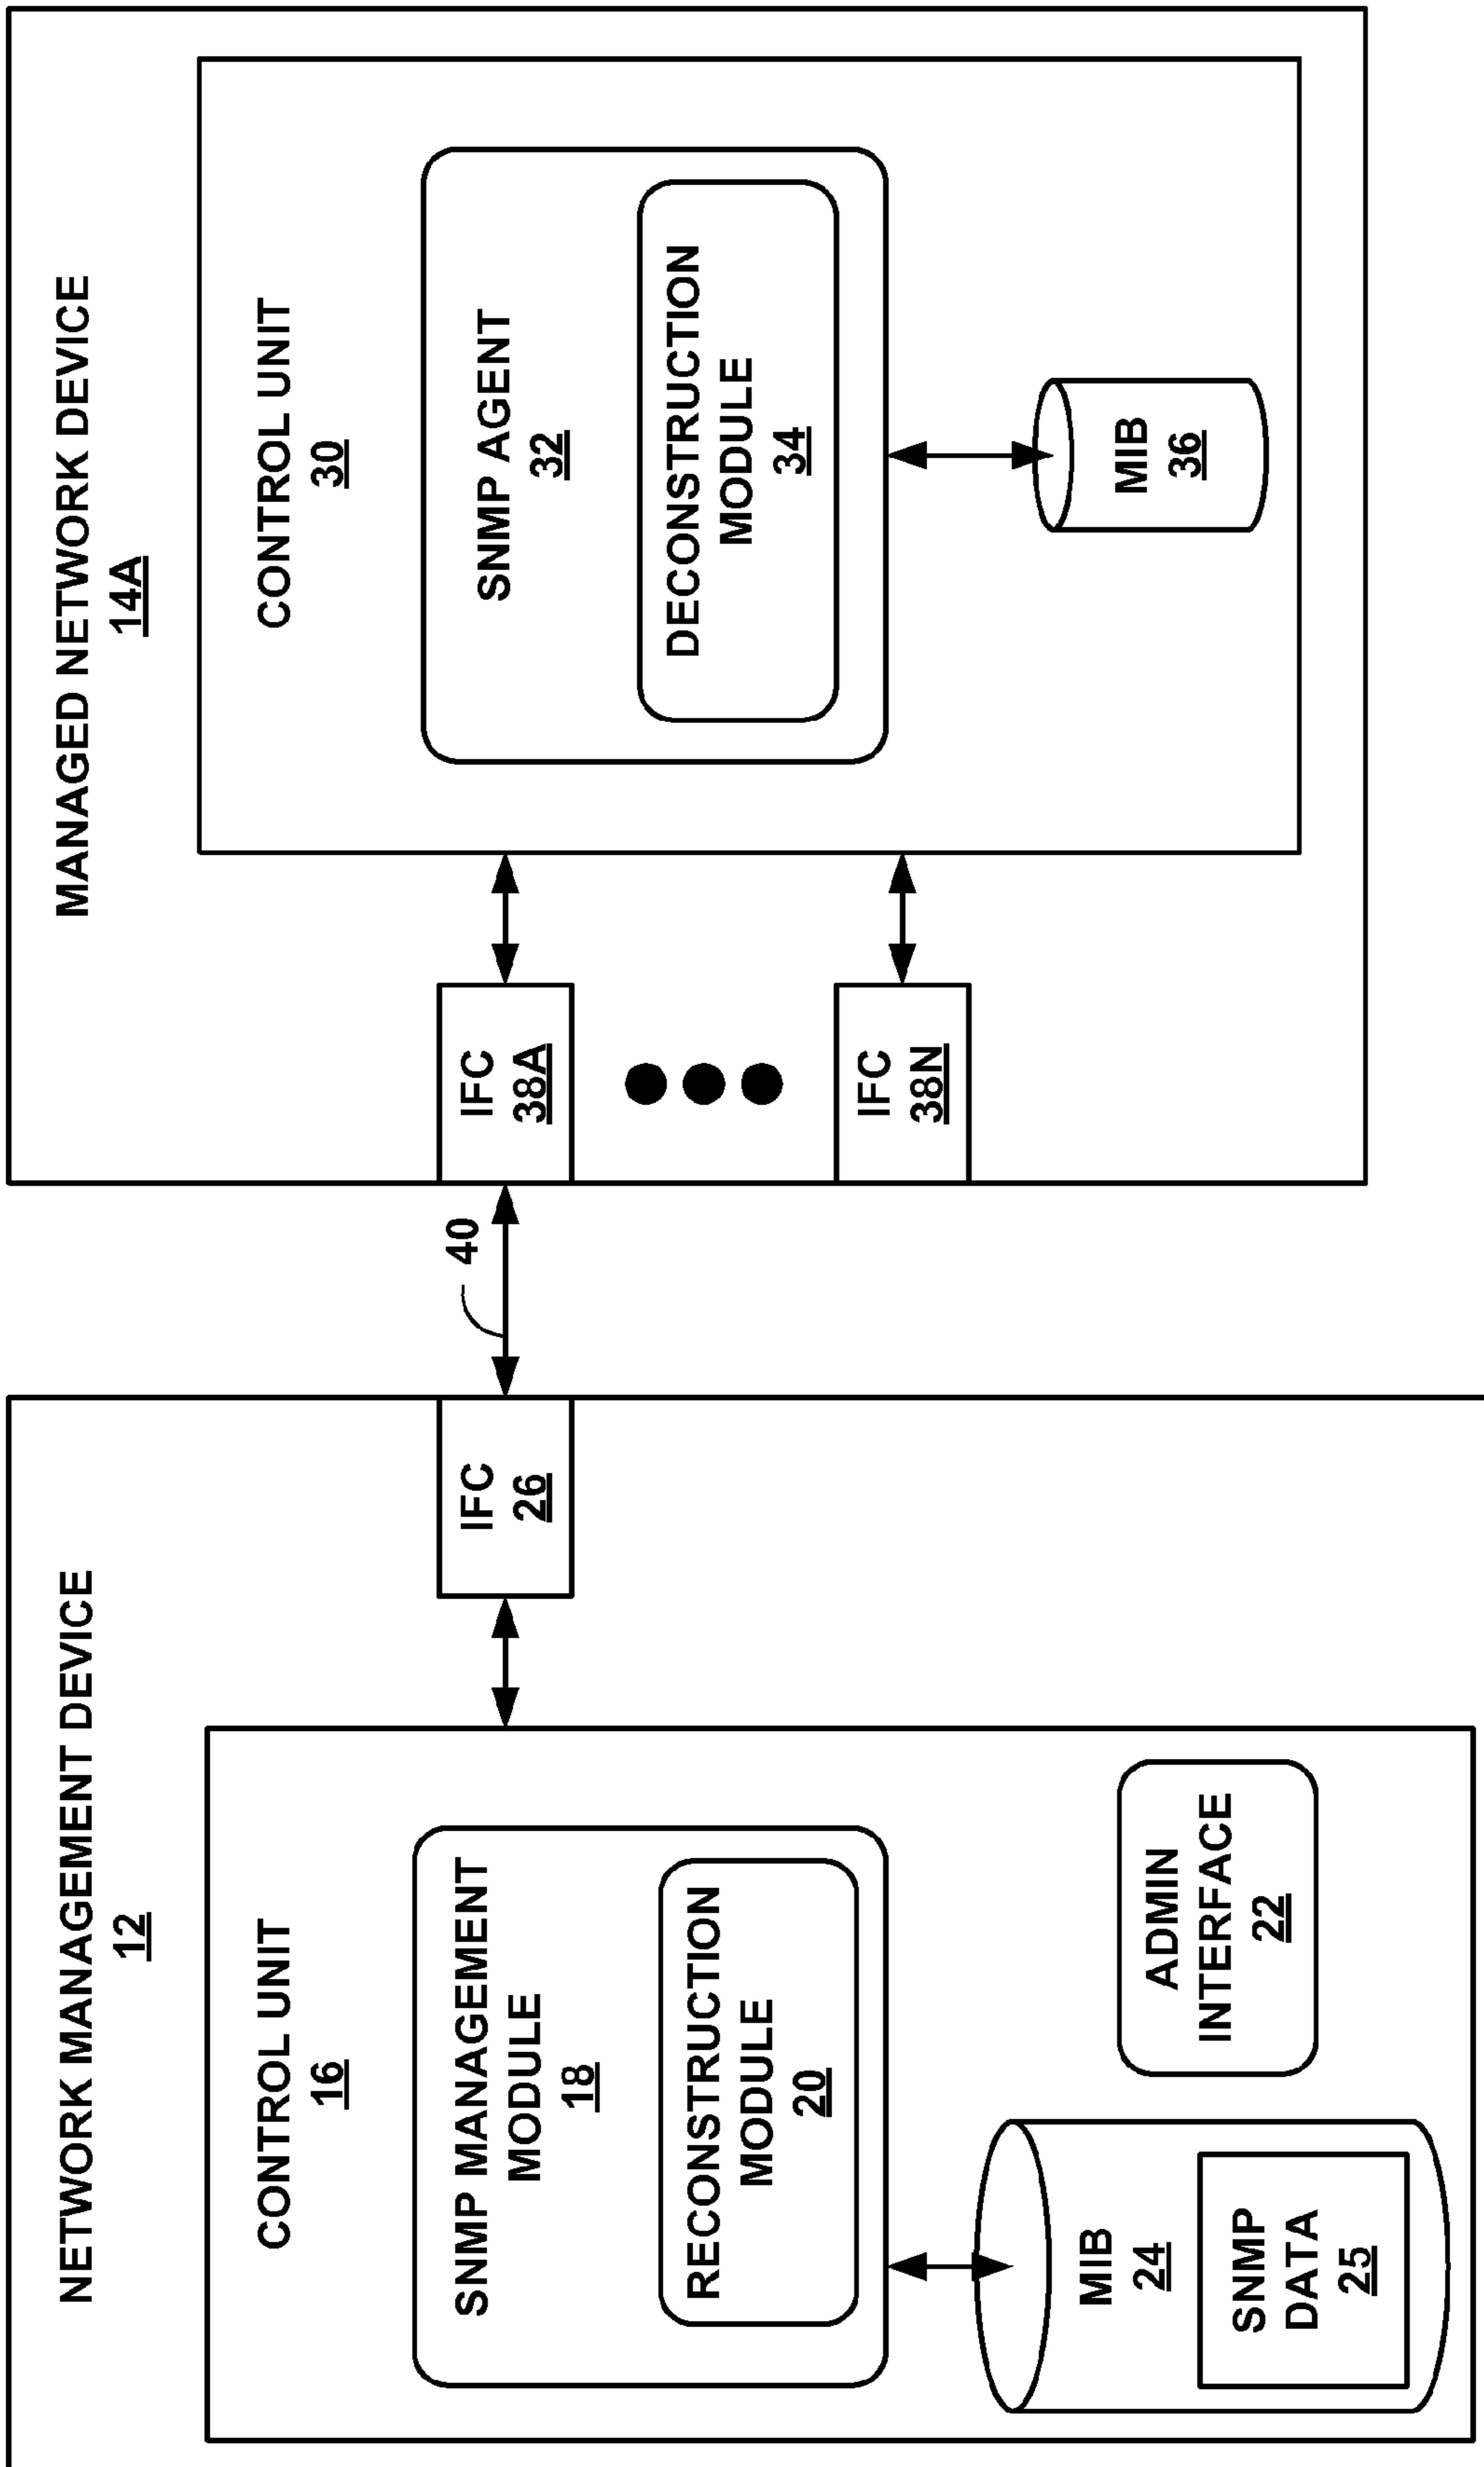 NETWORK MANAGEMENT DEVICE
12
CONTROL UNIT
16
SNMP MANAGEMENT
MODULE
18
RECONSTRUCTION
MODULE
20
MIB
24
SNMP
DATA
25
ADMIN
INTERFACE
22
IFC
26
40
MANAGED NETWORK DEVICE
14A
IFC
38A
IFC
38N
CONTROL UNIT
30
SNMP AGENT
32
DECONSTRUCTION
MODULE
34
MIB
36